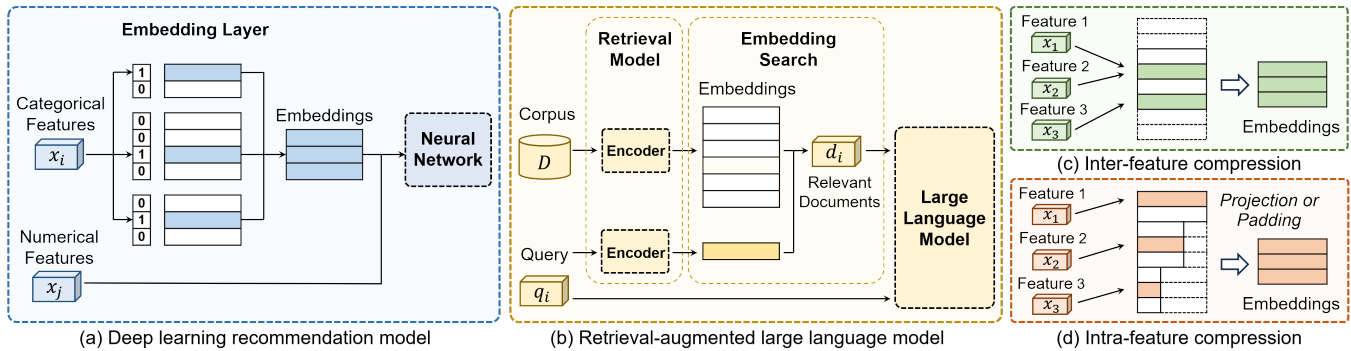 Embedding Layer
Categorical
Features
x_i
1
0
0
0
1
0
0
1
0
Embeddings
Neural
Network
Numerical
Features
x_j
(a) Deep learning recommendation model
Retrieval
Model
Embedding
Search
Embeddings
Corpus
D
Encoder
d_i
Relevant
Documents
Query
Encoder
q_i
Large
Language
Model
(b) Retrieval-augmented large language model
Feature 1
x_1
Feature 2
x_2
Feature 3
x_3
Embeddings
(c) Inter-feature compression
Feature 1
x_1
Feature 2
x_2
Feature 3
x_3
Projection or
Padding
Embeddings
(d) Intra-feature compression